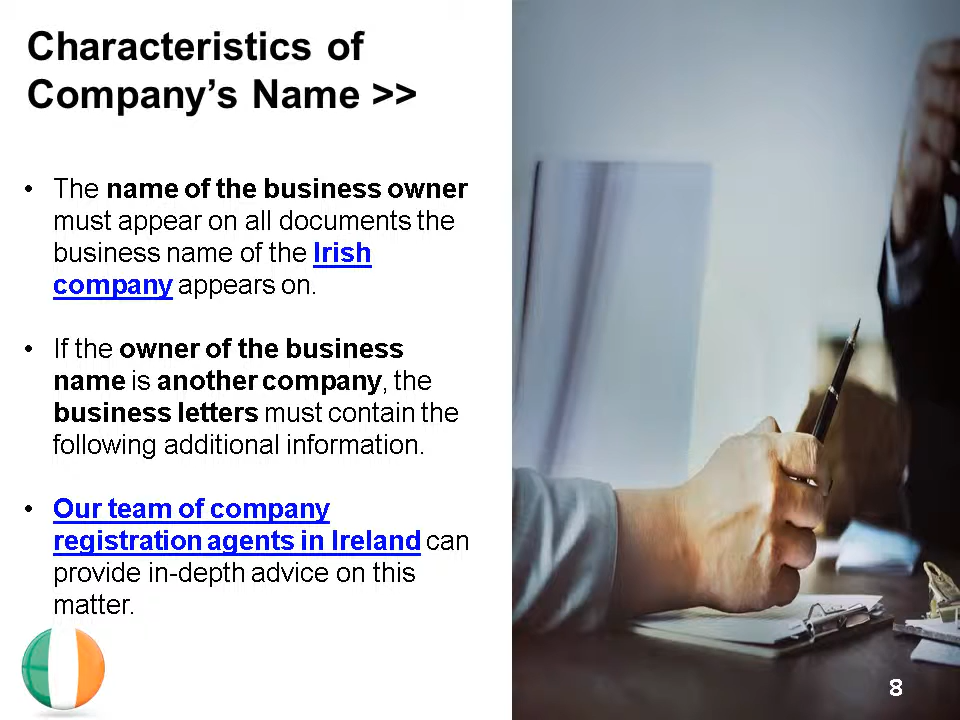 Characteristics of
Company’s Name >>
• The name of the business owner
must appear on all documents the
business name of the Irish
company appears on.
• If the owner of the business
name is another company, the
business letters must contain the
following additional information.
• Our team of company
registration agents in Ireland can
provide in-depth advice on this
matter.
8